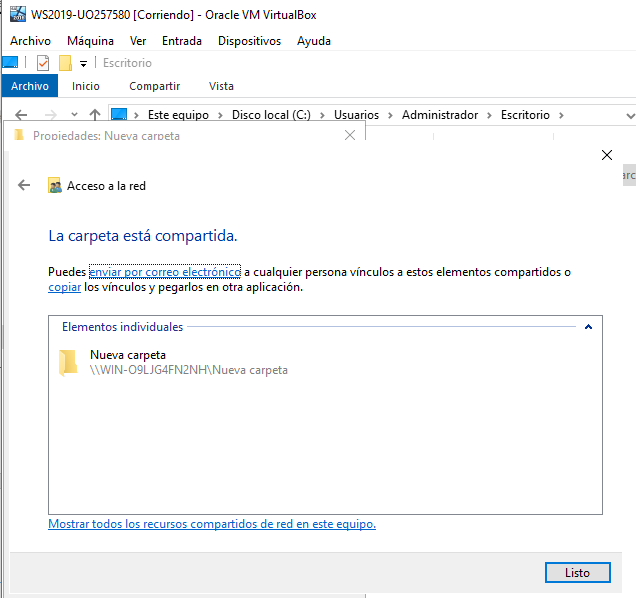 WS2019-UO257580 [Corriendo] - Oracle VM VirtualBox
Archivo Máquina Ver Entrada Dispositivos Ayuda
Escritorio
Archivo Inicio Compartir Vista
Este equipo > Disco local (C:) > Usuarios > Administrador > Escritorio >
Propiedades: Nueva carpeta
Acceso a la red
La carpeta está compartida.
Puedes enviar por correo electrónico a cualquier persona vínculos a estos elementos compartidos o
copiar los vínculos y pegarlos en otra aplicación.
Elementos individuales
Nueva carpeta
\\WIN-O9LJG4FN2NH\Nueva carpeta
Mostrar todos los recursos compartidos de red en este equipo.
Listo